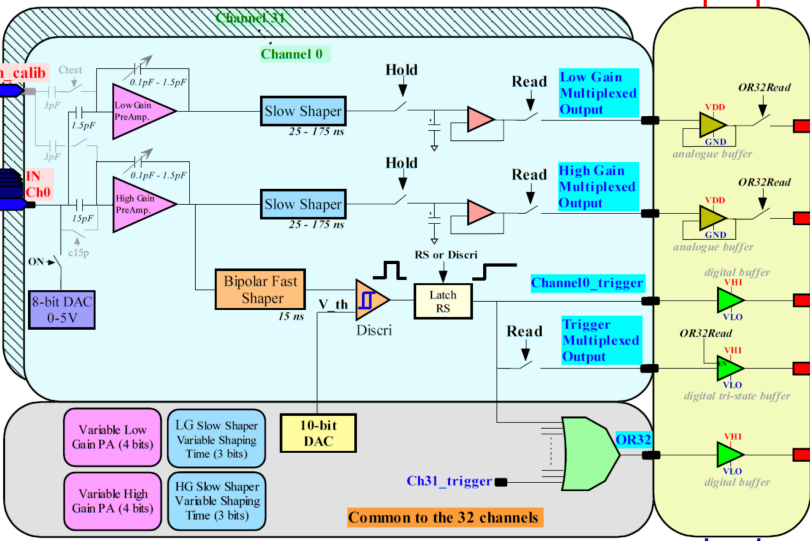 Channel 31
Channel 0
n_calib
Ctest
3pF
1.5pF
0.1pF - 1.5pF
Low Gain
PreAmp.
Slow Shaper
25 - 175 ns
Hold
Read
Low Gain
Multiplexed
Output
OR32Read
VDD
GND
analogue buffer
3pF
IN
Ch0
15pF
c15p
0.1pF - 1.5pF
High Gain
PreAmp.
Slow Shaper
25 - 175 ns
Hold
Read
High Gain
Multiplexed
Output
OR32Read
VDD
GND
analogue buffer
ON
8-bit DAC
0-5V
Bipolar Fast
Shaper
15 ns
V_th
Discri
RS or Discri
Latch
RS
Channel0_trigger
digital buffer
VHI
VLO
Read
Trigger
Multiplexed
Output
OR32Read
VHI
VLO
digital tri-state buffer
Variable Low
Gain PA (4 bits)
LG Slow Shaper
Variable Shaping
Time (3 bits)
10-bit
DAC
OR32
VHI
VLO
digital buffer
Variable High
Gain PA (4 bits)
HG Slow Shaper
Variable Shaping
Time (3 bits)
Ch31_trigger
Common to the 32 channels